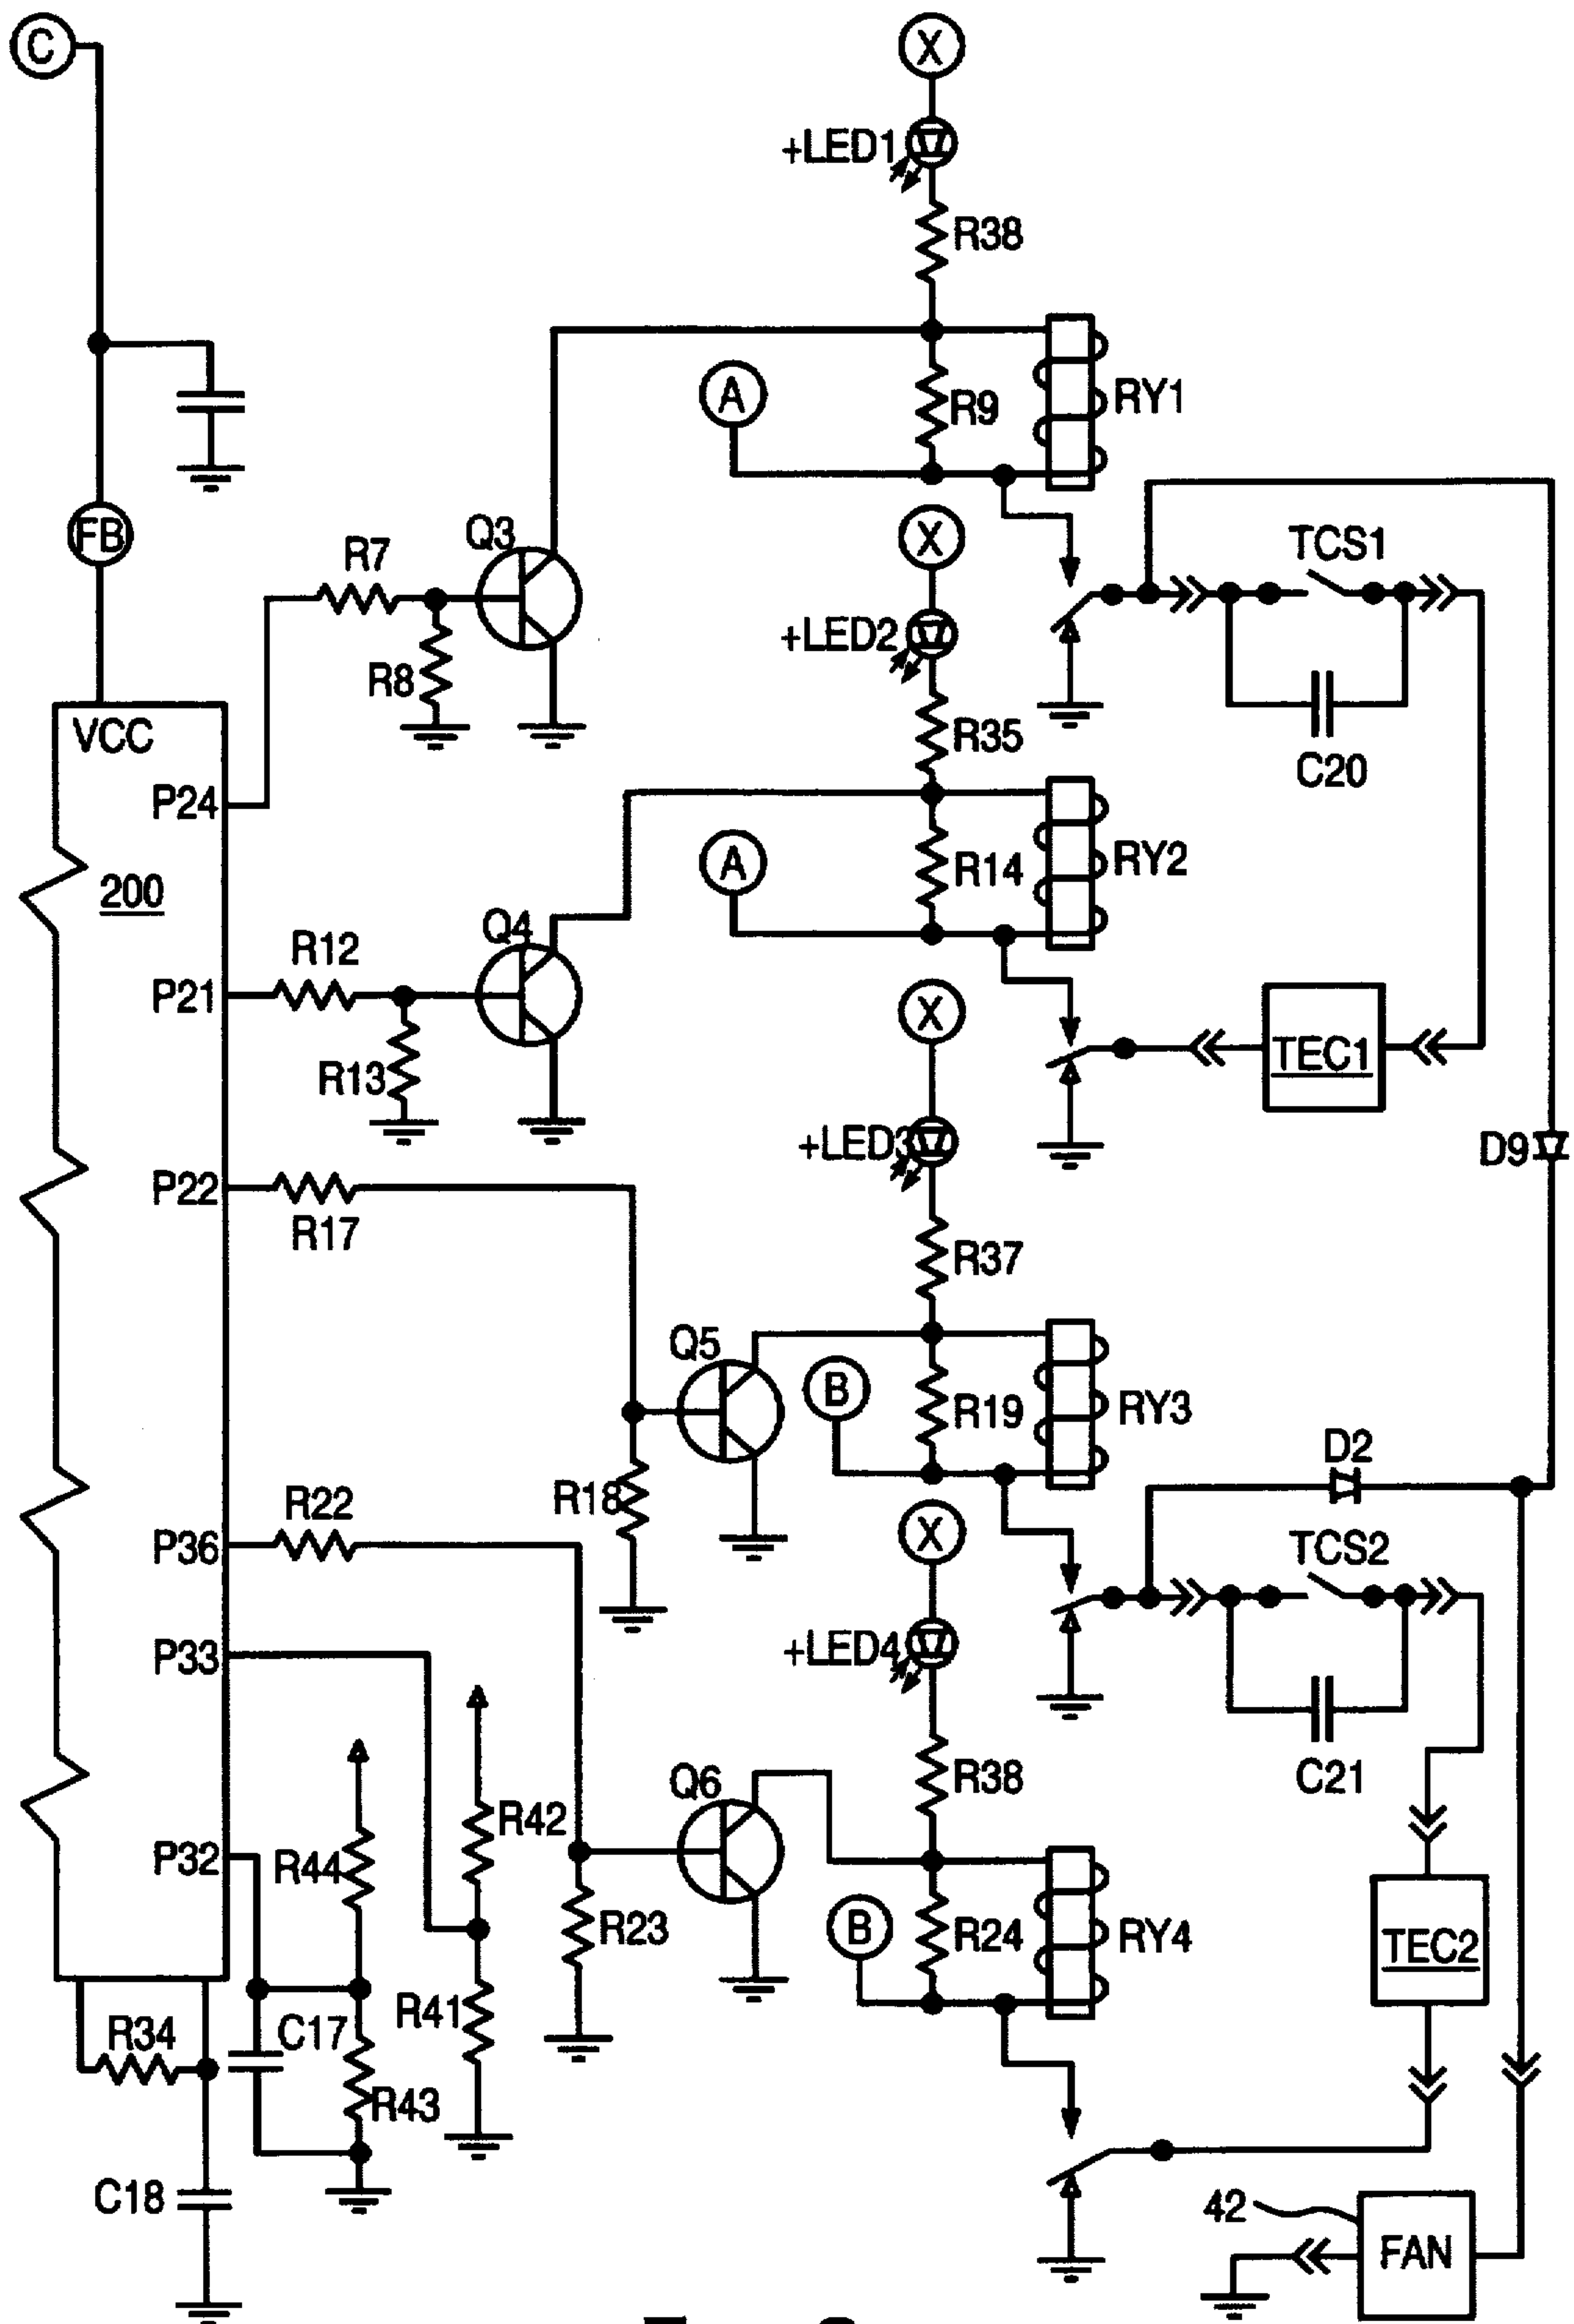 C
X
+LED1
R38
A
R9
RY1
FB
R7
Q3
X
TCS1
R8
+LED2
VCC
R35
C20
P24
200
A
R14
RY2
R12
Q4
P21
X
R13
TEC1
+LED3
D9
P22
R17
R37
Q5
B
R19
RY3
D2
R18
R22
X
TCS2
P36
P33
+LED4
Q6
R38
C21
R42
P32
R44
R23
B
R24
RY4
TEC2
R34
C17
R41
R43
C18
42
FAN